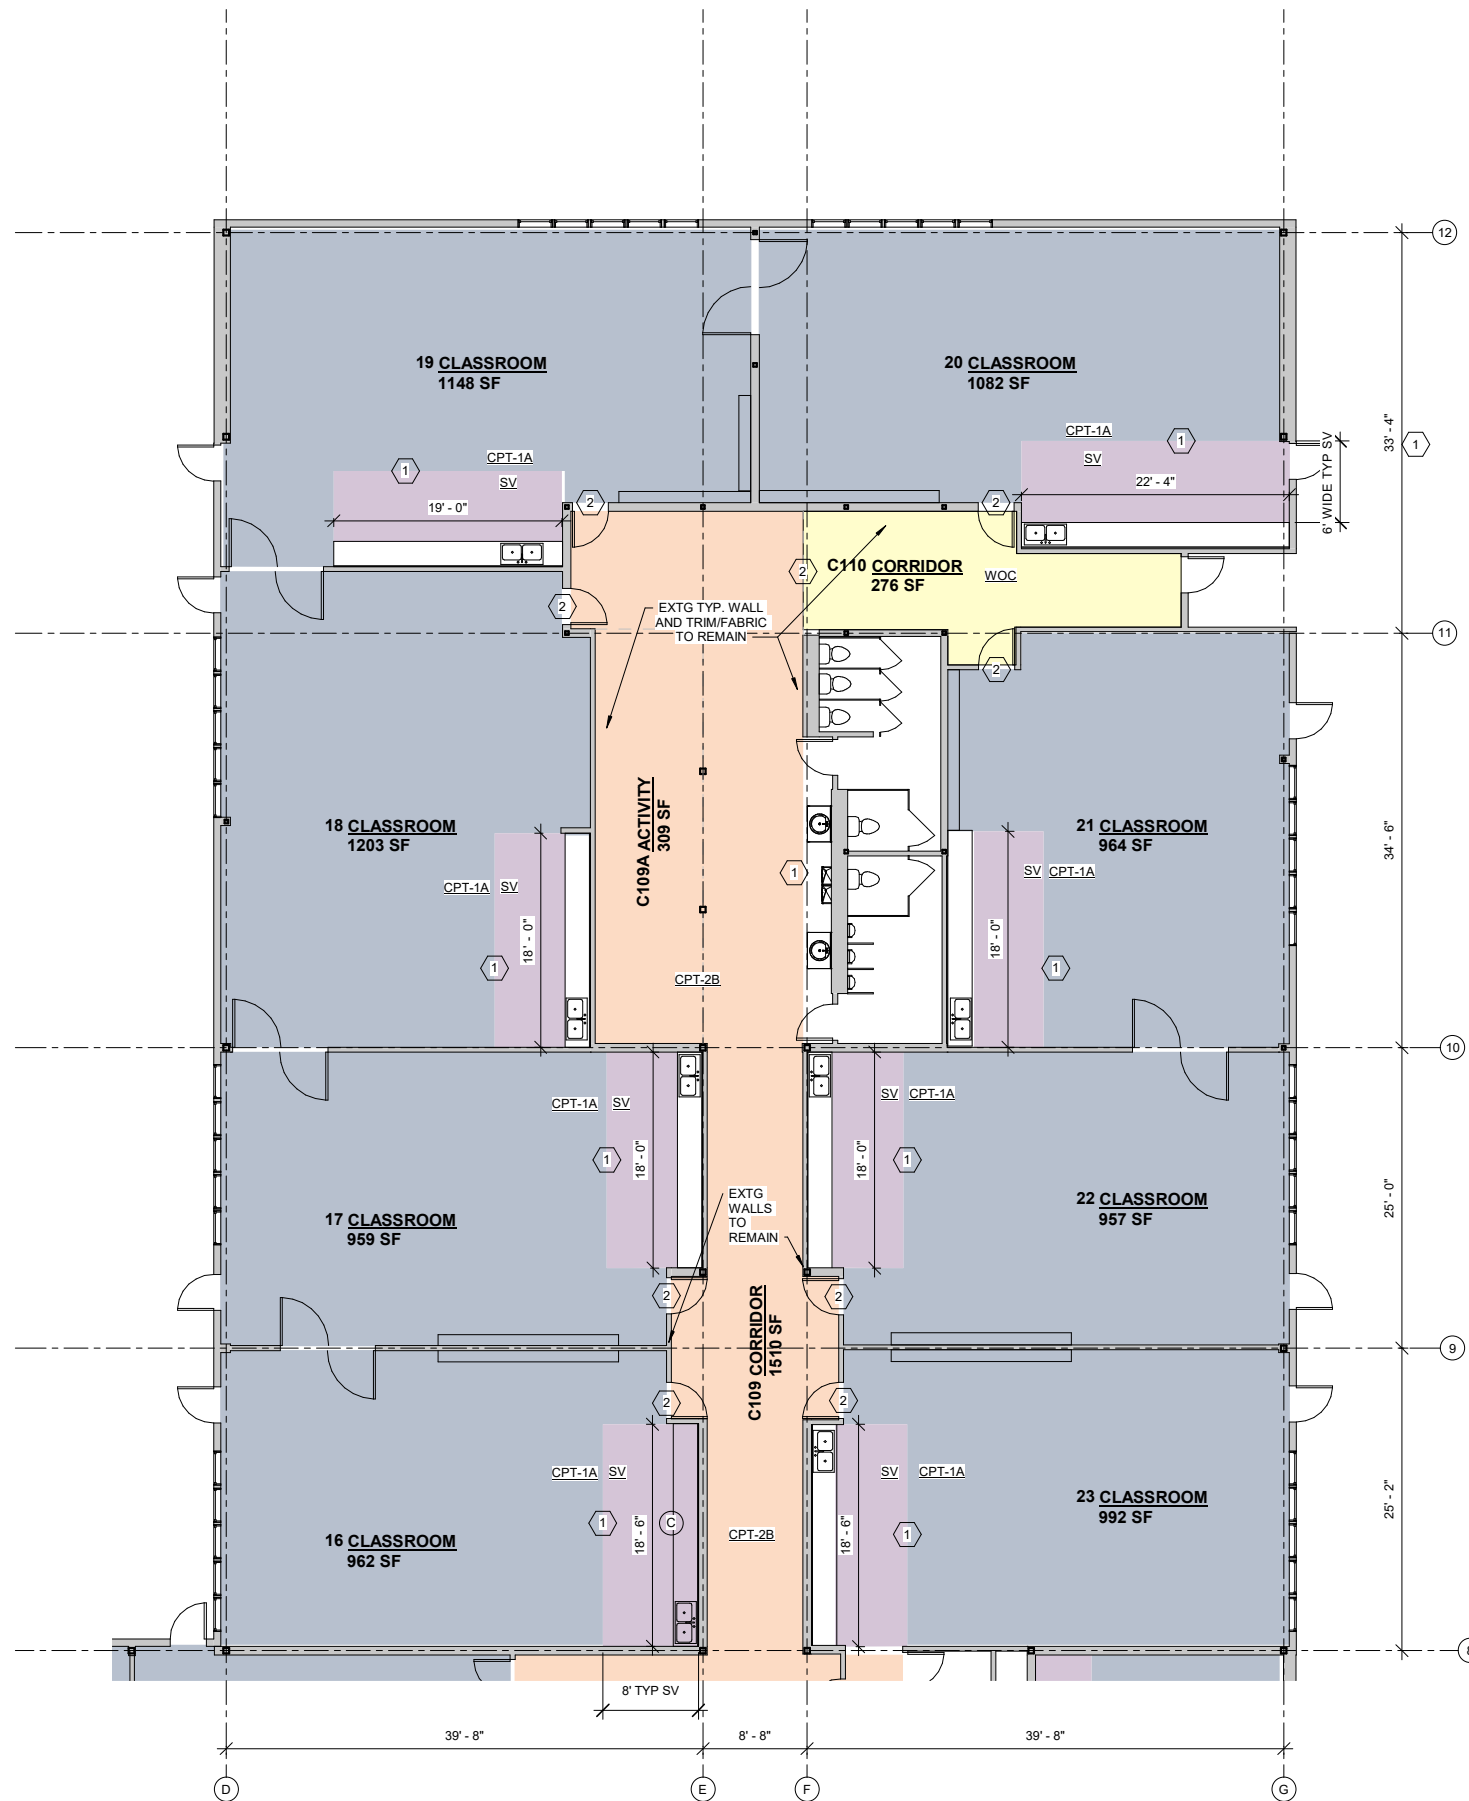 12
19 CLASSROOM
1148 SF
20 CLASSROOM
1082 SF
CPT-1A
1
SV
22' - 4"
6' WIDE TYP SV
33' - 4"
1
CPT-1A
1
SV
19' - 0"
2
2
C110 CORRIDOR
276 SF
WOC
2
2
EXTG TYP. WALL
AND TRIM/FABRIC
TO REMAIN
11
2
18 CLASSROOM
1203 SF
C109A ACTIVITY
309 SF
21 CLASSROOM
964 SF
34' - 6"
CPT-1A
SV
1
SV
CPT-1A
18' - 0"
18' - 0"
1
1
CPT-2B
10
CPT-1A
SV
SV
CPT-1A
18' - 0"
18' - 0"
1
1
EXTG
WALLS
TO
REMAIN
17 CLASSROOM
959 SF
22 CLASSROOM
957 SF
25' - 0"
2
2
9
C109 CORRIDOR
1510 SF
2
2
CPT-1A
SV
SV
CPT-1A
23 CLASSROOM
992 SF
25' - 2"
1
18' - 6"
C
CPT-2B
18' - 6"
1
16 CLASSROOM
962 SF
8
8' TYP SV
39' - 8"
8' - 8"
39' - 8"
D
E
F
G